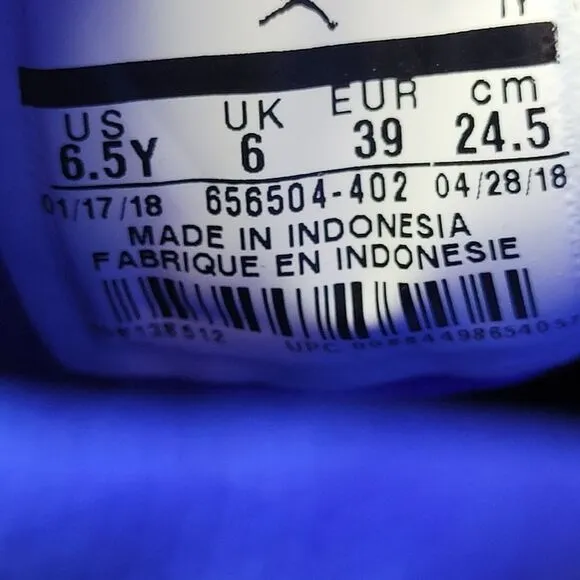 US UK EUR cm
6.5Y 6 39 24.5
01/17/18 656504-402 04/28/18
MADE IN INDONESIA
FABRIQUE EN INDONESIE
UPC